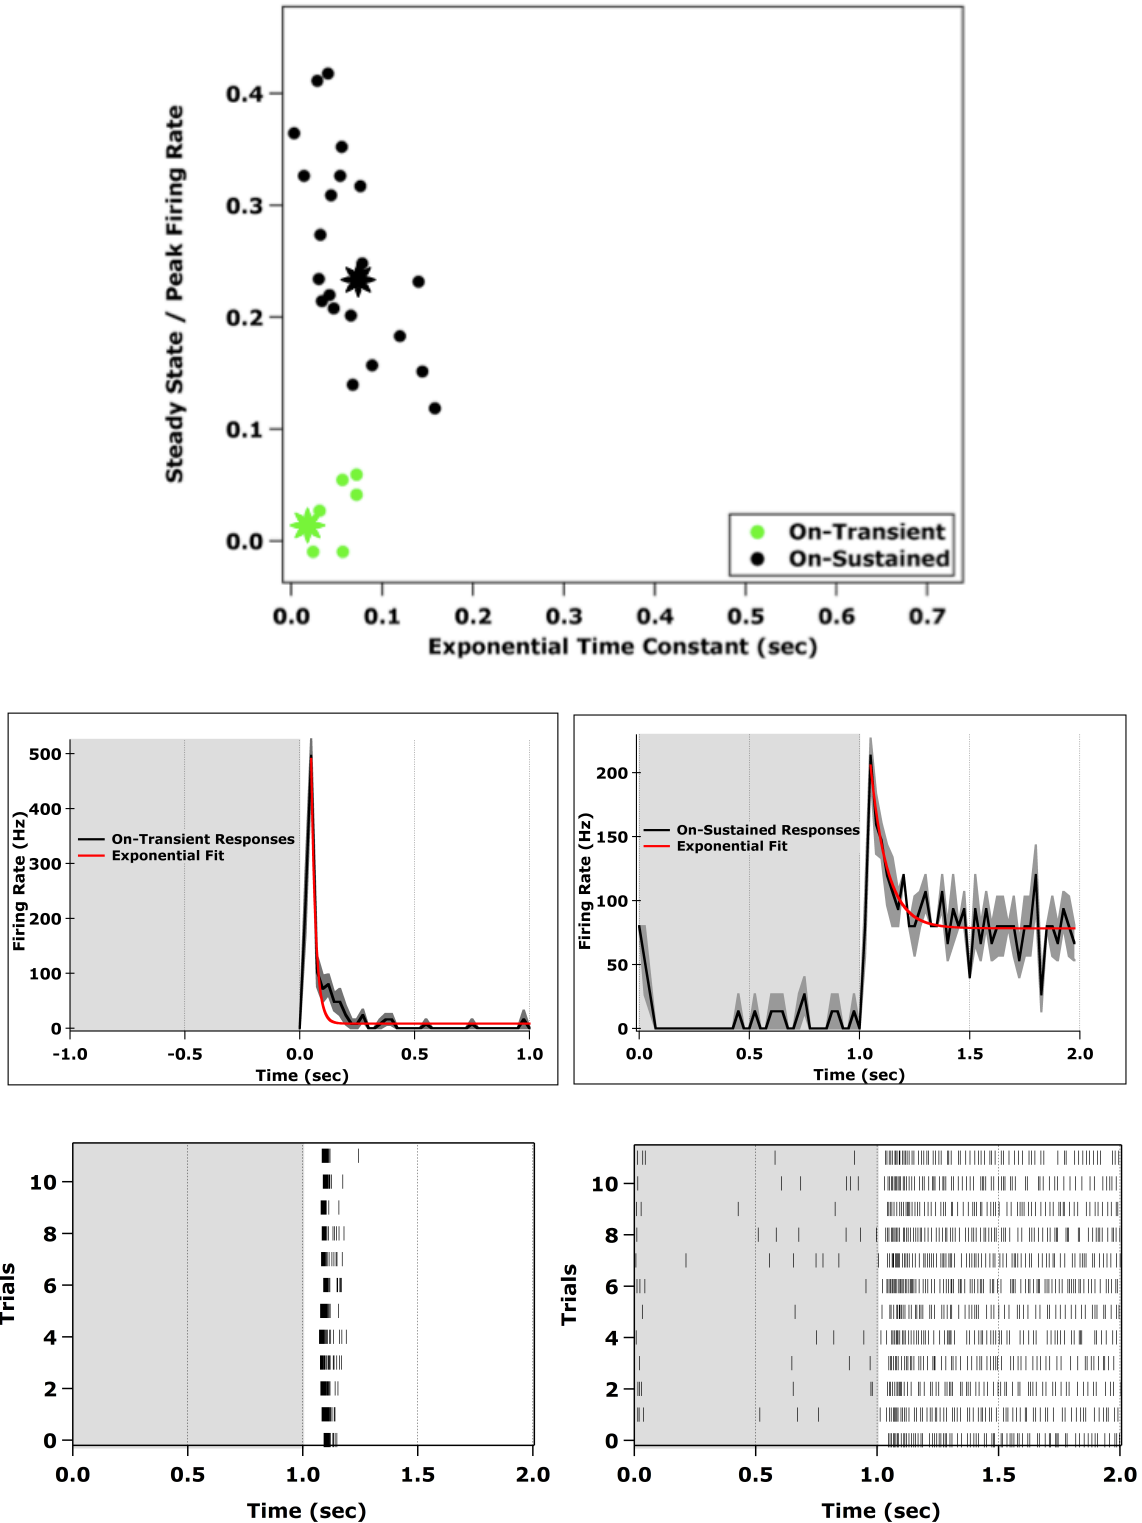 Steady State / Peak Firing Rate
0.4
0.3
0.2
0.1
0.0
On-Transient
On-Sustained
0.0 0.1 0.2 0.3 0.4 0.5 0.6 0.7
Exponential Time Constant (sec)
Firing Rate (Hz)
500
400
300
200
100
0
On-Transient Responses
Exponential Fit
-1.0 -0.5 0.0 0.5 1.0
Time (sec)
Firing Rate (Hz)
200
150
100
50
0
On-Sustained Responses
Exponential Fit
0.0 0.5 1.0 1.5 2.0
Time (sec)
Trials
10
8
6
4
2
0
0.0 0.5 1.0 1.5 2.0
Time (sec)
Trials
10
8
6
4
2
0
0.0 0.5 1.0 1.5 2.0
Time (sec)